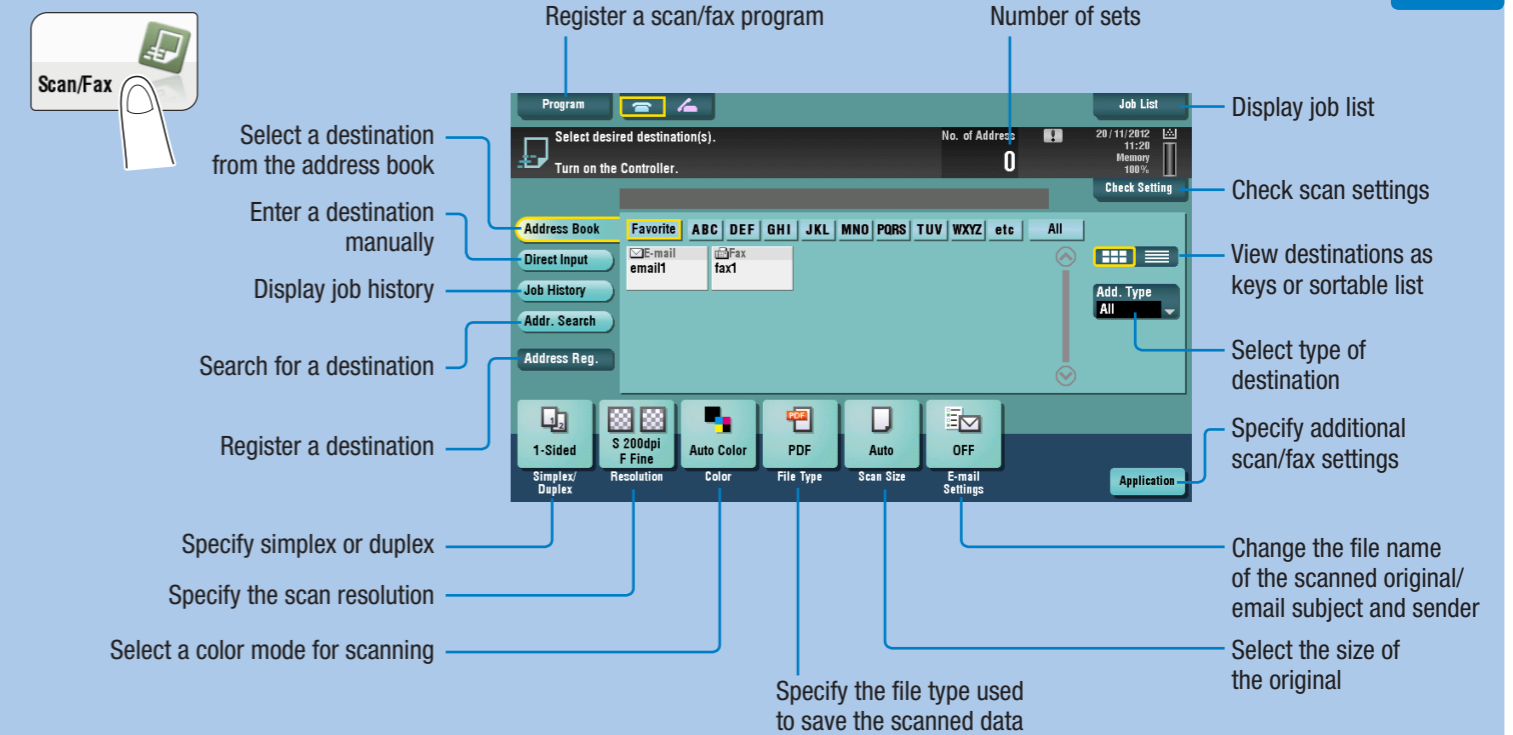 Register a scan/fax program
Number of sets
Scan/Fax
Program
Job List
Display job list
Select a destination
from the address book
Select desired destination(s).
Turn on the Controller.
No. of Address
0
20/11/2012
11:20
Memory
100%
Check Setting
Check scan settings
Enter a destination
manually
Address Book
Favorite ABC DEF GHI JKL MNO PQRS TUV WXYZ etc All
Direct Input
E-mail
email1
Fax
fax1
View destinations as
keys or sortable list
Display job history
Job History
Add. Type
All
Addr. Search
Search for a destination
Address Reg.
Select type of
destination
Register a destination
1-Sided
Simplex/
Duplex
S 200dpi
F Fine
Resolution
Auto Color
Color
PDF
PDF
File Type
Auto
Scan Size
OFF
E-mail
Settings
Application
Specify additional
scan/fax settings
Specify simplex or duplex
Specify the scan resolution
Select a color mode for scanning
Specify the file type used
to save the scanned data
Change the file name
of the scanned original/
email subject and sender
Select the size of
the original